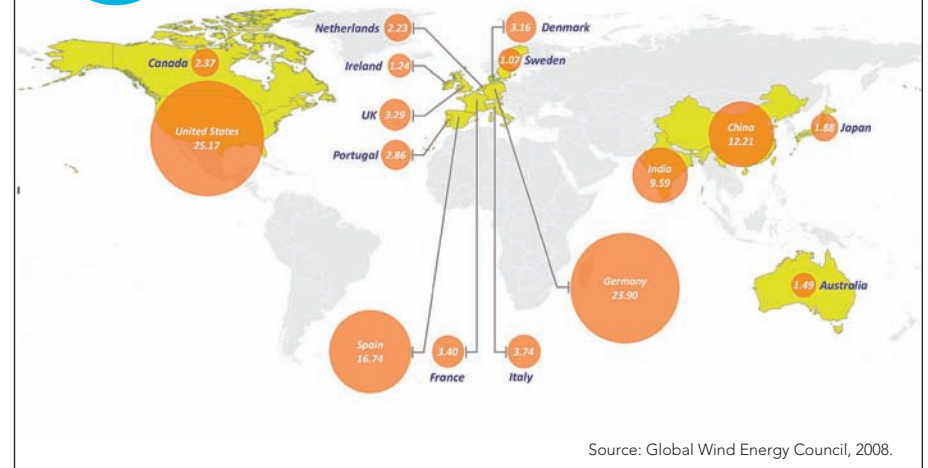 Netherlands 2.23
3.16 Denmark
Canada 2.37
Ireland 1.24
1.07 Sweden
UK 3.29
United States
25.17
China
12.21
1.88 Japan
Portugal 2.86
India
9.59
Germany
23.90
1.49 Australia
Spain
16.74
3.40
France
3.74
Italy
Source: Global Wind Energy Council, 2008.